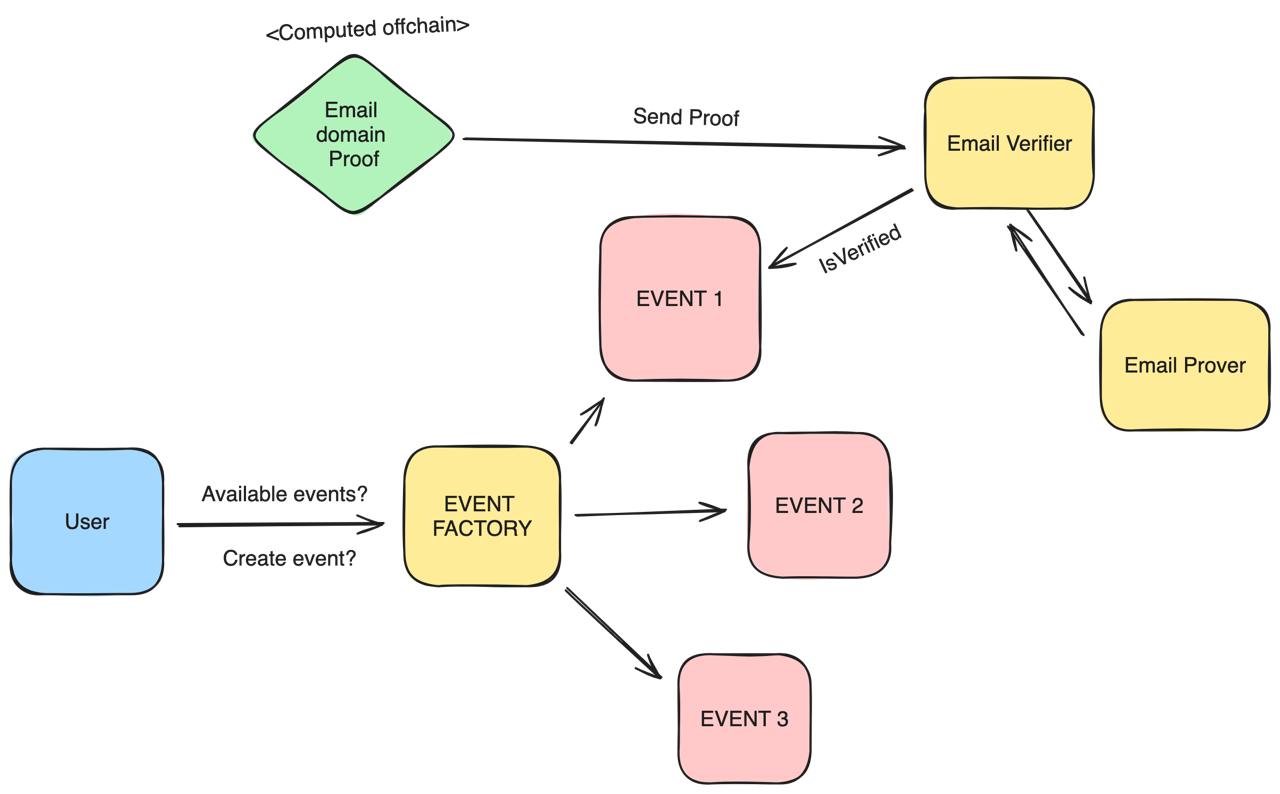 <Computed offchain>
Email
domain
Proof
Send Proof
Email Verifier
IsVerified
EVENT 1
Email Prover
User
Available events?
Create event?
EVENT
FACTORY
EVENT 2
EVENT 3